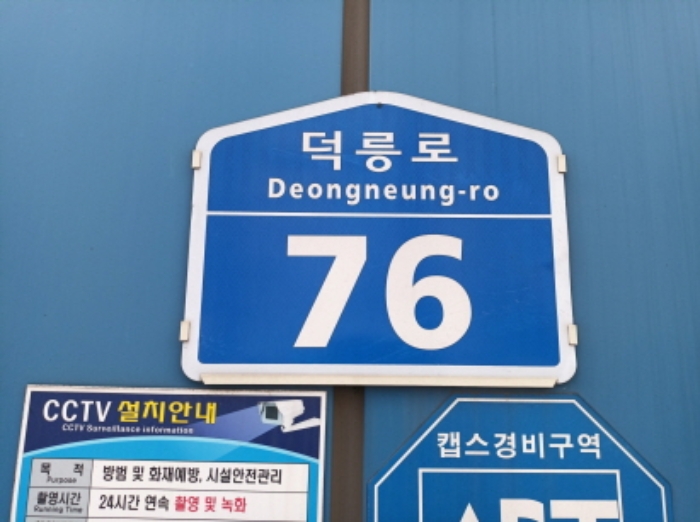 덕릉로
Deongneung-ro
76
CCTV 설치안내
CCTV Surveillance information
목 적
Purpose
방범 및 화재예방, 시설안전관리
촬영시간
Running Time
24시간 연속 촬영 및 녹화
캡스경비구역